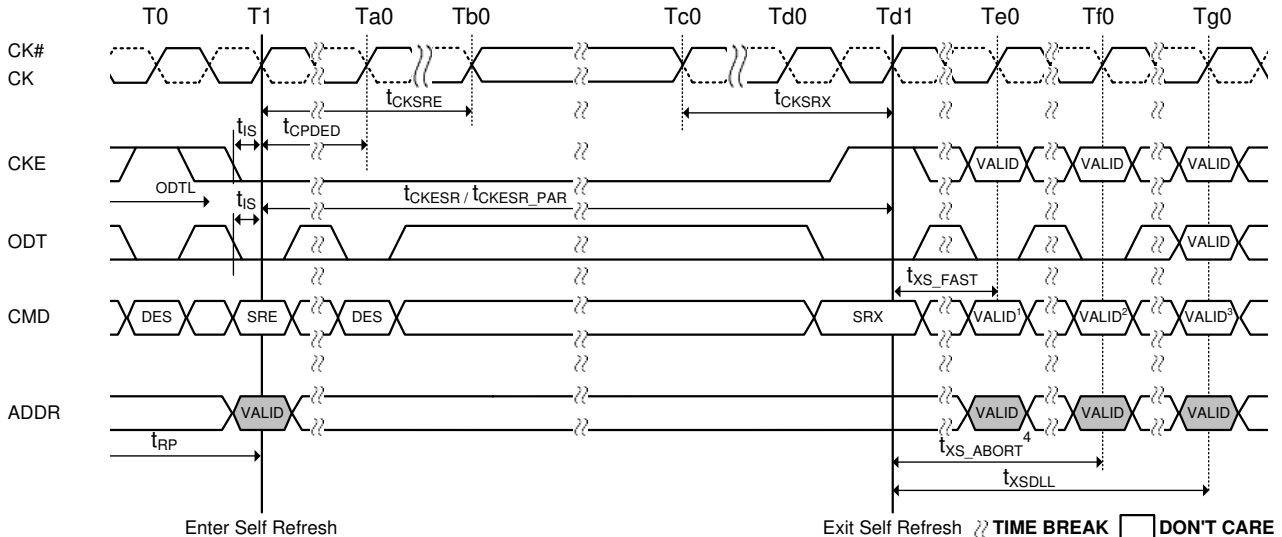 T0 T1 Ta0 Tb0 Tc0 Td0 Td1 Te0 Tf0 Tg0
CK#
CK
tCKSRE tCKSRX
tIS tCPDED
CKE VALID VALID VALID
ODTL tIS tCKESR / tCKESR_PAR
ODT VALID
tXS_FAST
CMD DES SRE DES SRX VALID1 VALID2 VALID3
ADDR VALID VALID VALID VALID
tRP tXS_ABORT4
tXSDLL
Enter Self Refresh Exit Self Refresh TIME BREAK DON'T CARE